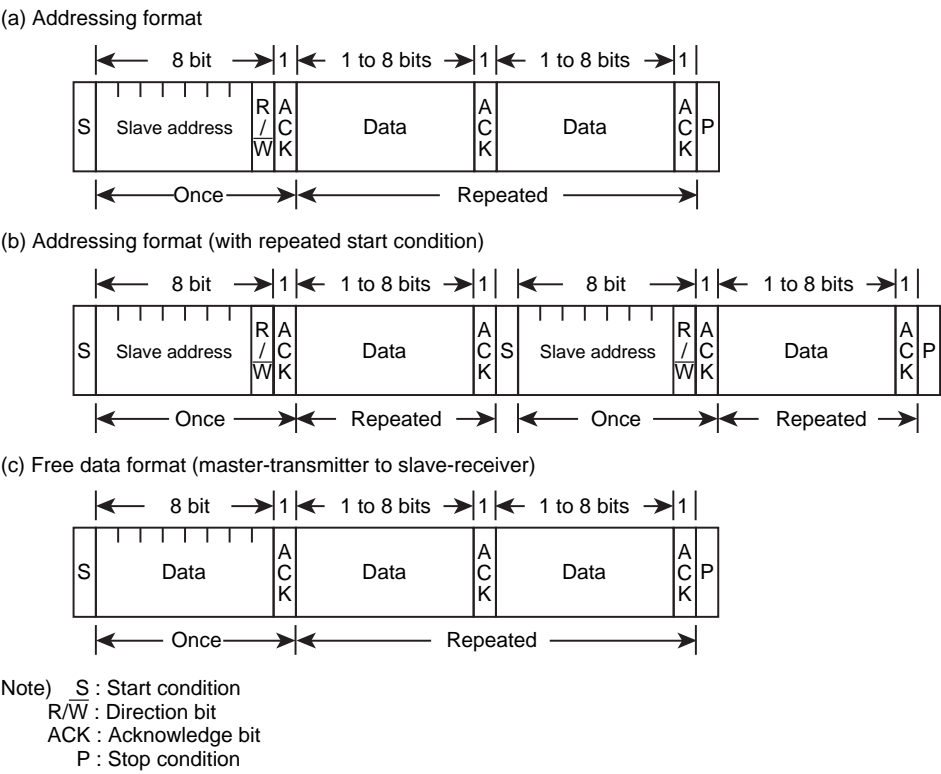 (a) Addressing format
8 bit 1 1 to 8 bits 1 1 to 8 bits 1
S Slave address R/W ACK Data ACK Data ACK P
Once Repeated
(b) Addressing format (with repeated start condition)
8 bit 1 1 to 8 bits 1 8 bit 1 1 to 8 bits 1
S Slave address R/W ACK Data ACK S Slave address R/W ACK Data ACK P
Once Repeated Once Repeated
(c) Free data format (master-transmitter to slave-receiver)
8 bit 1 1 to 8 bits 1 1 to 8 bits 1
S Data ACK Data ACK Data ACK P
Once Repeated
Note) S : Start condition
R/W : Direction bit
ACK : Acknowledge bit
P : Stop condition